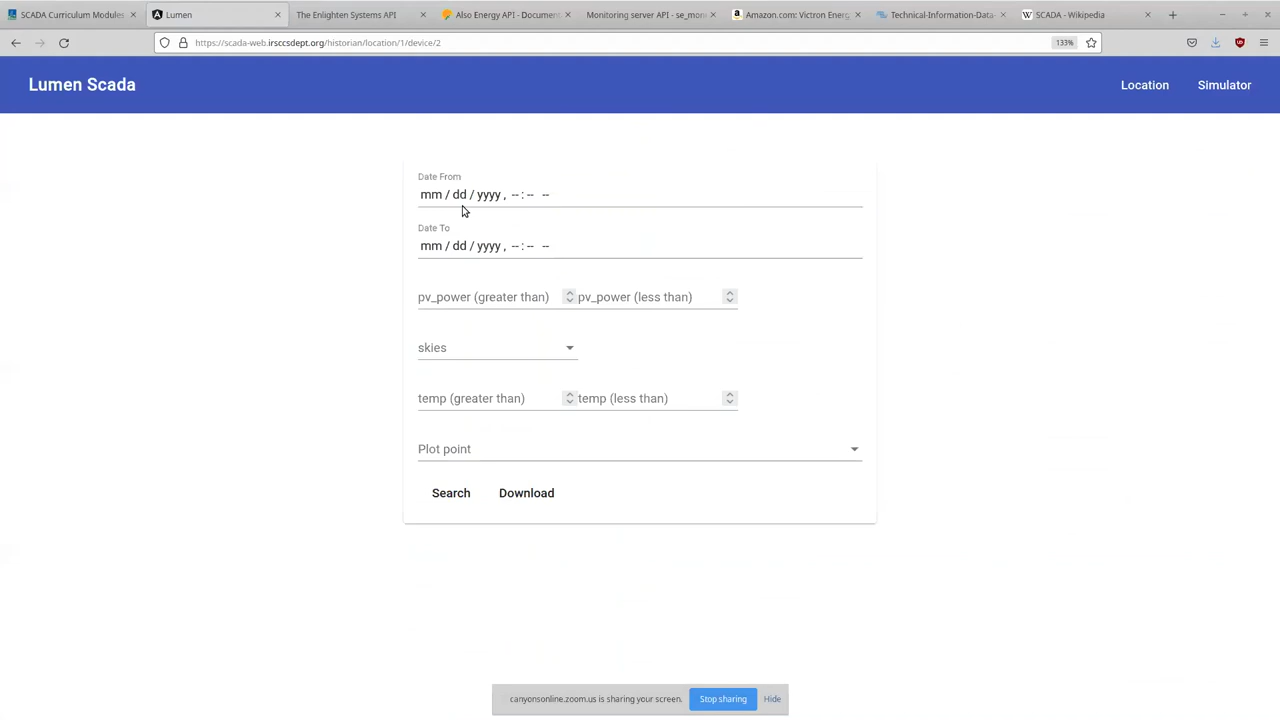 SCADA Curriculum Modules
Lumen
The Enlighten Systems API
Also Energy API - Document
Monitoring server API - se_mon
Amazon.com: Victron Energ
Technical-Information-Data-
SCADA - Wikipedia
https://scada-web.irsccsdept.org/historian/location/1/device/2
133%
Lumen Scada
Location
Simulator
Date From
mm / dd / yyyy , -- : -- --
Date To
mm / dd / yyyy , -- : -- --
pv_power (greater than)
pv_power (less than)
skies
temp (greater than)
temp (less than)
Plot point
Search
Download
canyonsonline.zoom.us is sharing your screen.
Stop sharing
Hide